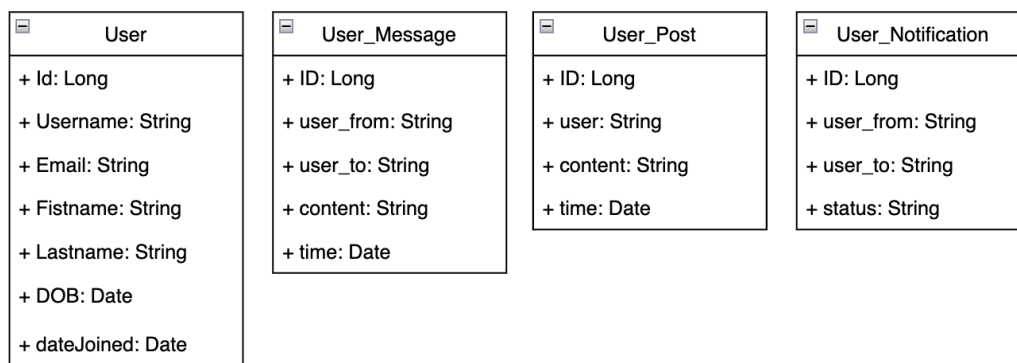 User
+ Id: Long
+ Username: String
+ Email: String
+ Fistname: String
+ Lastname: String
+ DOB: Date
+ dateJoined: Date
User_Message
+ ID: Long
+ user_from: String
+ user_to: String
+ content: String
+ time: Date
User_Post
+ ID: Long
+ user: String
+ content: String
+ time: Date
User_Notification
+ ID: Long
+ user_from: String
+ user_to: String
+ status: String